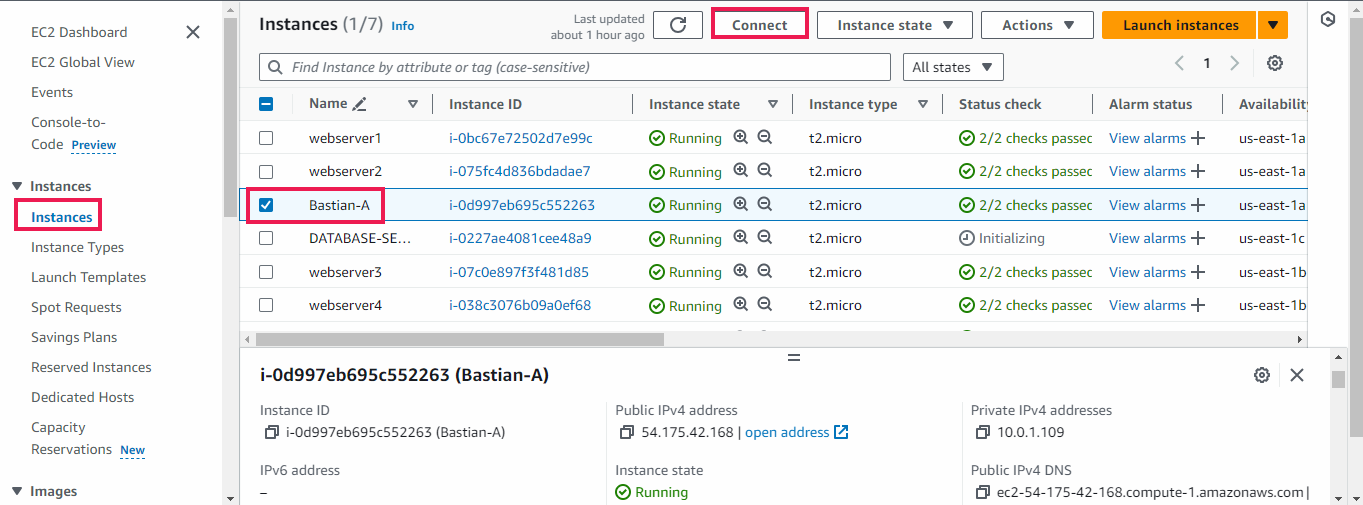 EC2 Dashboard
EC2 Global View
Events
Console-to-
Code Preview
Instances
Instances
Instance Types
Launch Templates
Spot Requests
Savings Plans
Reserved Instances
Dedicated Hosts
Capacity
Reservations New
Images
Instances (1/7) Info
Last updated
about 1 hour ago
Connect
Instance state
Actions
Launch instances
Find Instance by attribute or tag (case-sensitive)
All states
1
Name Instance ID Instance state Instance type Status check Alarm status Availability
webserver1 i-0bc67e72502d7e99c Running t2.micro 2/2 checks passed View alarms us-east-1a
webserver2 i-075fc4d836bdadae7 Running t2.micro 2/2 checks passed View alarms us-east-1a
Bastian-A i-0d997eb695c552263 Running t2.micro 2/2 checks passed View alarms us-east-1a
DATABASE-SE... i-0227ae4081cee48a9 Running t2.micro Initializing View alarms us-east-1c
webserver3 i-07c0e897f3f481d85 Running t2.micro 2/2 checks passed View alarms us-east-1b
webserver4 i-038c3076b09a0ef68 Running t2.micro 2/2 checks passed View alarms us-east-1b
i-0d997eb695c552263 (Bastian-A)
Instance ID
i-0d997eb695c552263 (Bastian-A)
IPv6 address
–
Public IPv4 address
54.175.42.168 | open address
Instance state
Running
Private IPv4 addresses
10.0.1.109
Public IPv4 DNS
ec2-54-175-42-168.compute-1.amazonaws.com |